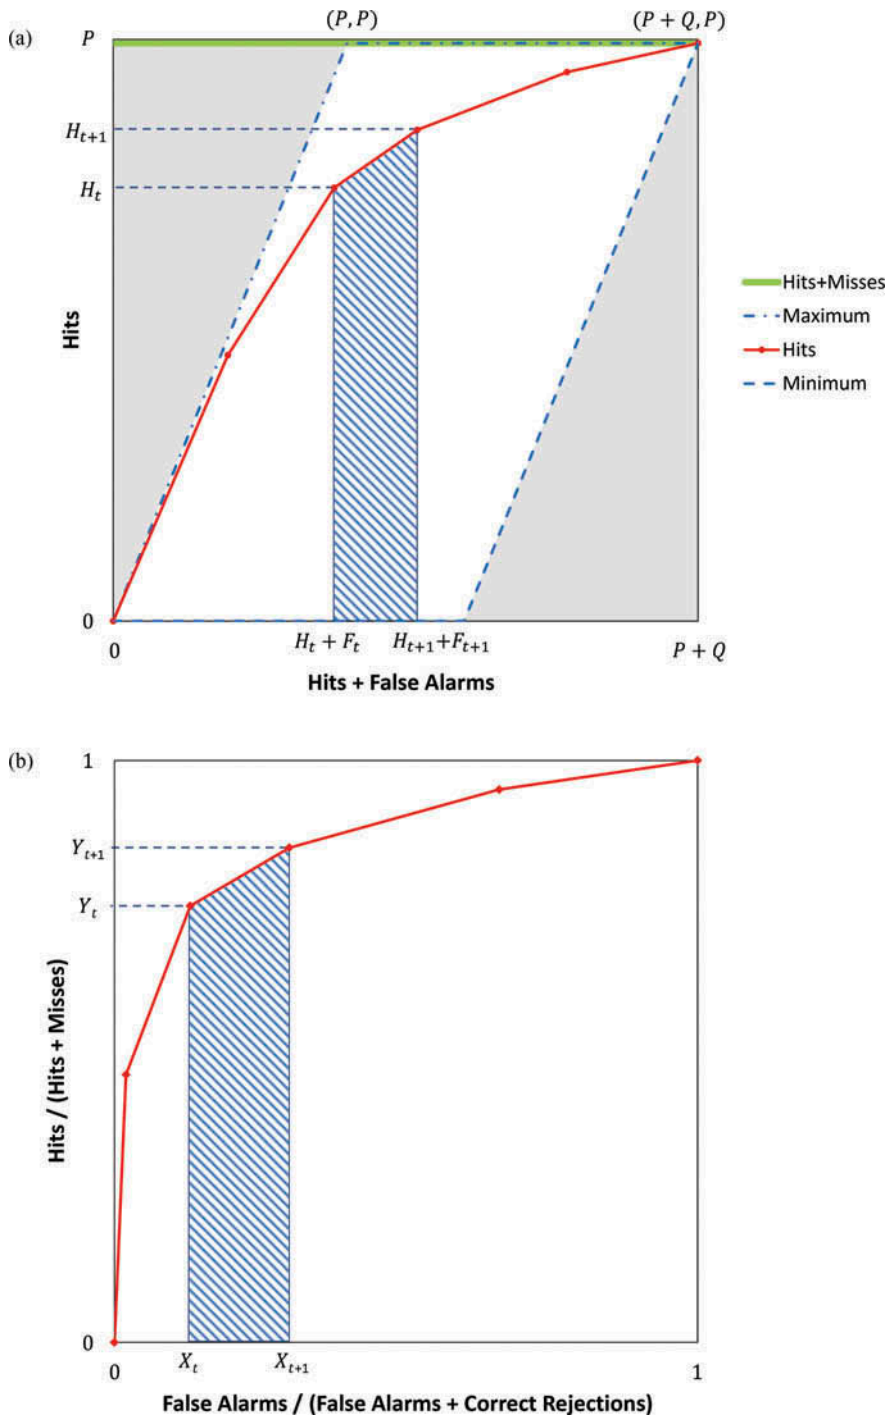 (a)
(P, P)
(P + Q, P)
P
H_{t+1}
H_t
0
Hits
0
H_t + F_t
H_{t+1}+F_{t+1}
P + Q
Hits + False Alarms
Hits+Misses
Maximum
Hits
Minimum
(b)
1
Y_{t+1}
Y_t
0
Hits / (Hits + Misses)
0
X_t
X_{t+1}
1
False Alarms / (False Alarms + Correct Rejections)